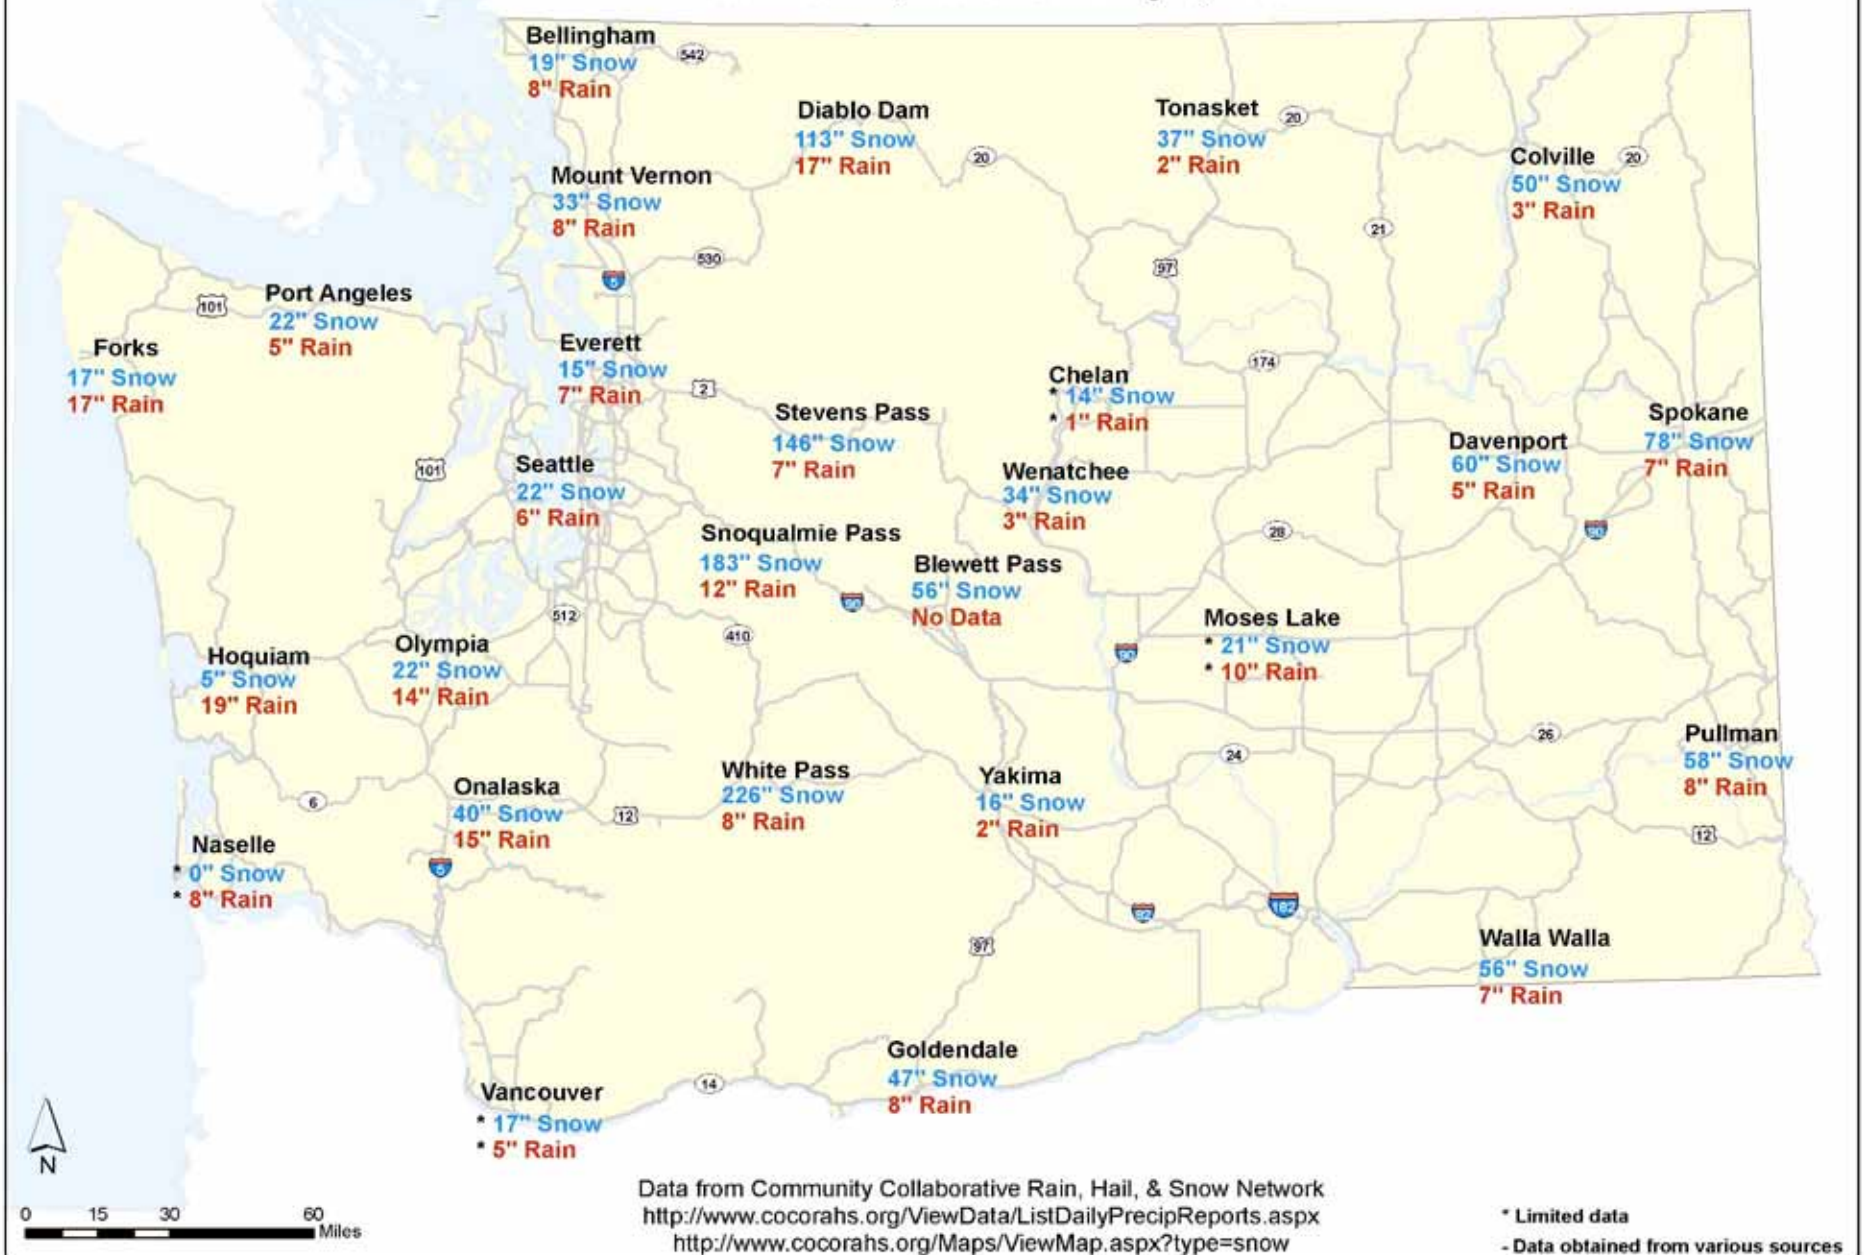 Bellingham
19" Snow
8" Rain
542
Diablo Dam
113" Snow
17" Rain
20
Tonasket
37" Snow
2" Rain
20
Colville
50" Snow
3" Rain
20
Mount Vernon
33" Snow
8" Rain
530
5
97
21
Port Angeles
22" Snow
5" Rain
101
Forks
17" Snow
17" Rain
Everett
15" Snow
7" Rain
2
Stevens Pass
146" Snow
7" Rain
Chelan
* 14" Snow
* 1" Rain
174
Wenatchee
34" Snow
3" Rain
Davenport
60" Snow
5" Rain
Spokane
78" Snow
7" Rain
90
28
101
Seattle
22" Snow
6" Rain
Snoqualmie Pass
183" Snow
12" Rain
90
Blewett Pass
56" Snow
No Data
512
410
90
Moses Lake
* 21" Snow
* 10" Rain
Hoquiam
5" Snow
19" Rain
Olympia
22" Snow
14" Rain
24
26
Pullman
58" Snow
8" Rain
12
6
Onalaska
40" Snow
15" Rain
12
White Pass
226" Snow
8" Rain
Yakima
16" Snow
2" Rain
Naselle
* 0" Snow
* 8" Rain
5
82
182
97
Walla Walla
56" Snow
7" Rain
Goldendale
47" Snow
8" Rain
14
Vancouver
* 17" Snow
* 5" Rain
N
0 15 30 60
Miles
Data from Community Collaborative Rain, Hail, & Snow Network
http://www.cocorahs.org/ViewData/ListDailyPrecipReports.aspx
http://www.cocorahs.org/Maps/ViewMap.aspx?type=snow
* Limited data
- Data obtained from various sources